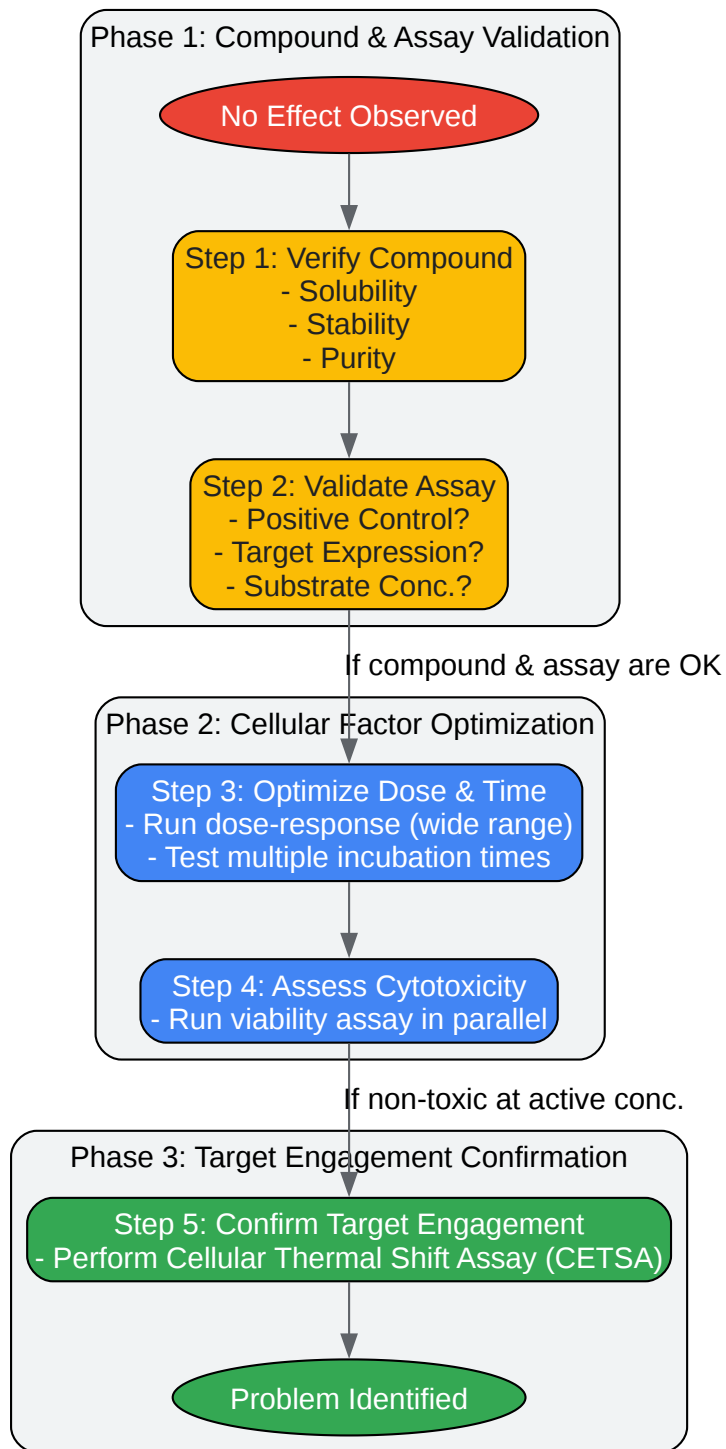 Phase 1: Compound & Assay Validation
No Effect Observed
Step 1: Verify Compound
- Solubility
- Stability
- Purity
Step 2: Validate Assay
- Positive Control?
- Target Expression?
- Substrate Conc.?
If compound & assay are OK
Phase 2: Cellular Factor Optimization
Step 3: Optimize Dose & Time
- Run dose-response (wide range)
- Test multiple incubation times
Step 4: Assess Cytotoxicity
- Run viability assay in parallel
If non-toxic at active conc.
Phase 3: Target Engagement Confirmation
Step 5: Confirm Target Engagement
- Perform Cellular Thermal Shift Assay (CETSA)
Problem Identified